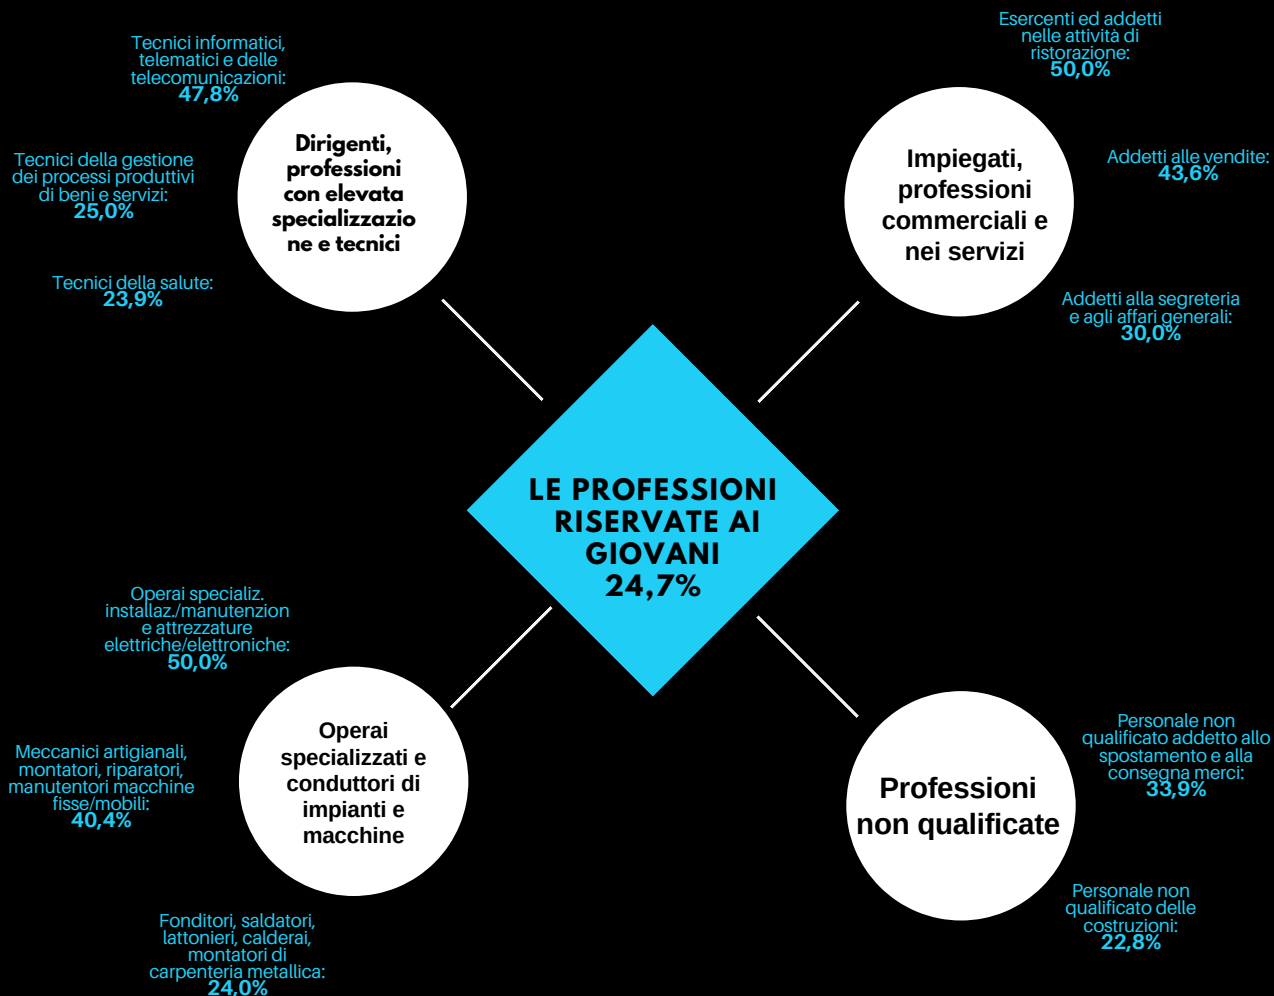 Tecnici informatici,
telematici e delle
telecomunicazioni:
47,8%
Tecnici della gestione
dei processi produttivi
di beni e servizi:
25,0%
Tecnici della salute:
23,9%
Dirigenti,
professioni
con elevata
specializzazio
ne e tecnici
Esercenti ed addetti
nelle attività di
ristorazione:
50,0%
Impiegati,
professioni
commerciali e
nei servizi
Addetti alle vendite:
43,6%
Addetti alla segreteria
e agli affari generali:
30,0%
LE PROFESSIONI
RISERVATE AI
GIOVANI
24,7%
Operai specializ.
installaz./manutenzion
e attrezzature
elettriche/elettroniche:
50,0%
Meccanici artigianali,
montatori, riparatori,
manutentori macchine
fisse/mobili:
40,4%
Fonditori, saldatori,
lattonieri, calderai,
montatori di
carpenteria metallica:
24,0%
Operai
specializzati e
conduttori di
impianti e
macchine
Professioni
non qualificate
Personale non
qualificato addetto allo
spostamento e alla
consegna merci:
33,9%
Personale non
qualificato delle
costruzioni:
22,8%